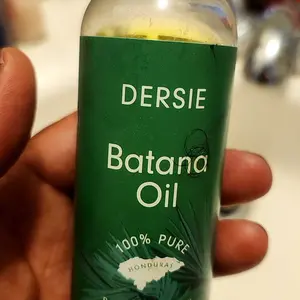 DERSIE
Batana
Oil
100% PURE
HONDURAS